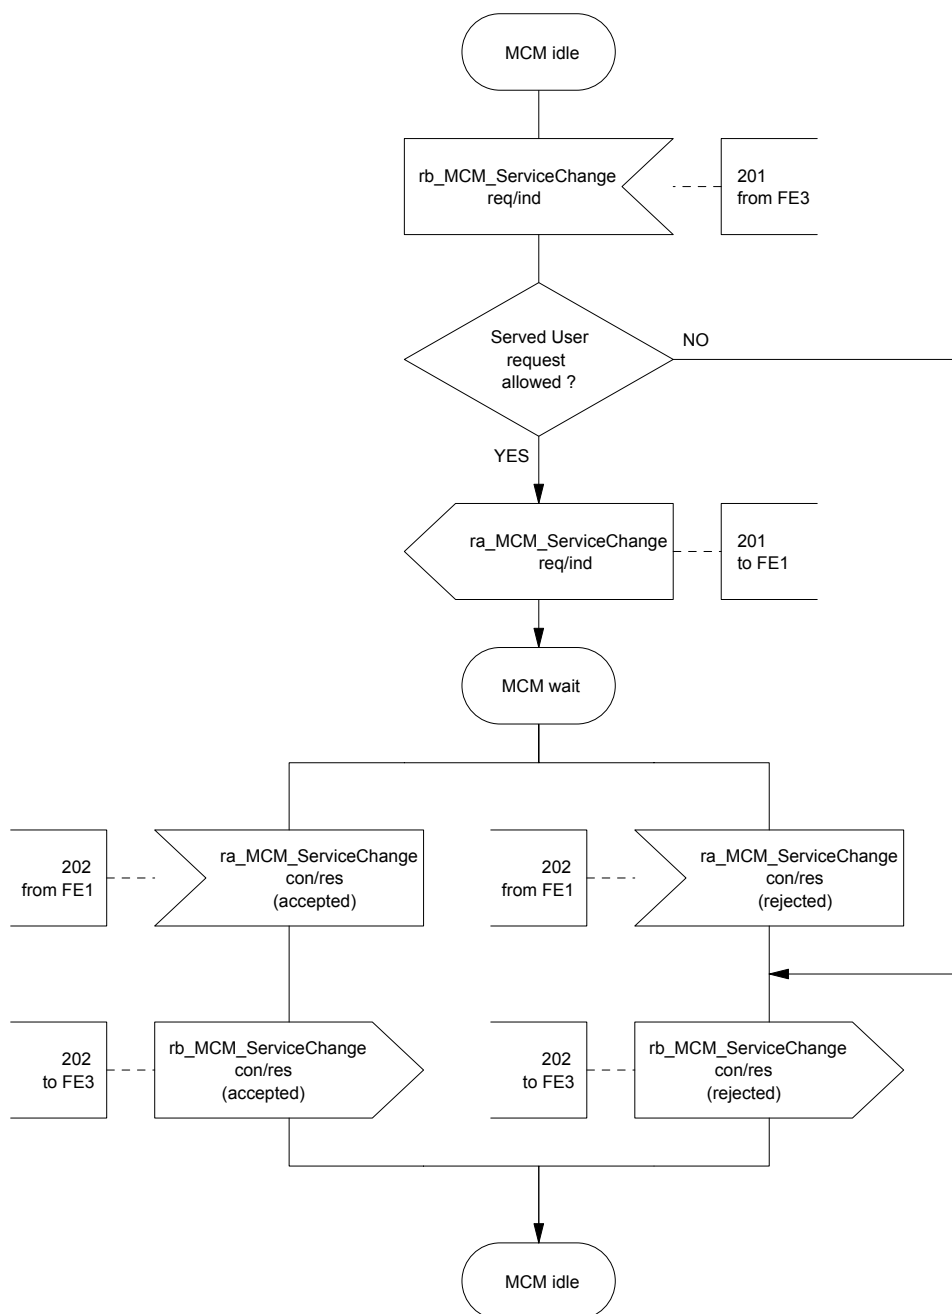 MCM idle
rb_MCM_ServiceChange
req/ind
201
from FE3
Served User
request
allowed ?
NO
YES
ra_MCM_ServiceChange
req/ind
201
to FE1
MCM wait
202
from FE1
ra_MCM_ServiceChange
con/res
(accepted)
202
from FE1
ra_MCM_ServiceChange
con/res
(rejected)
202
to FE3
rb_MCM_ServiceChange
con/res
(accepted)
202
to FE3
rb_MCM_ServiceChange
con/res
(rejected)
MCM idle